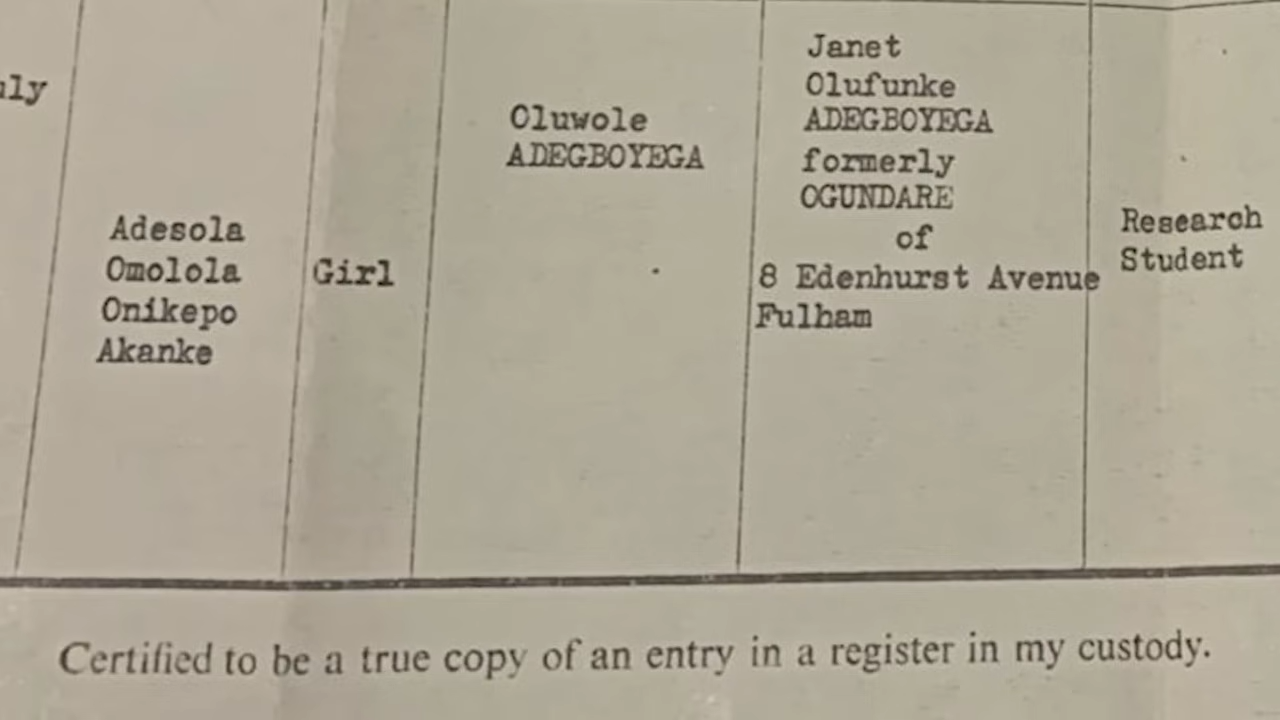 Adesola
Omolola
Onikepo
Akanke
Girl
Oluwole
ADEGBOYEGA
Janet
Olufunke
ADEGBOYEGA
formerly
OGUNDARE
of
8 Edenhurst Avenue
Fulham
Research
Student
Certified to be a true copy of an entry in a register in my custody.